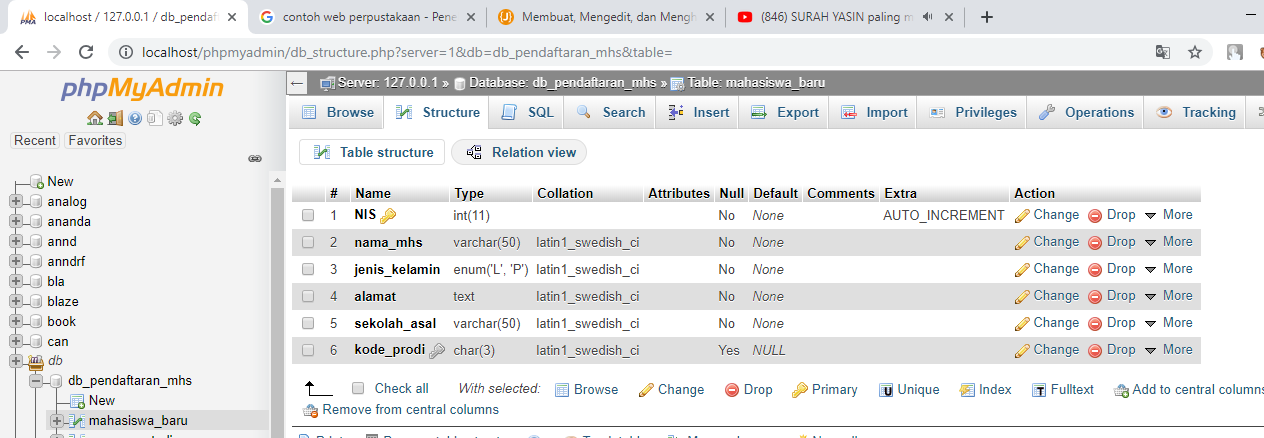 localhost / 127.0.0.1 / db_pendaf
contoh web perpustakaan - Pene
Membuat, Mengedit, dan Mengh
(846) SURAH YASIN paling m
localhost/phpmyadmin/db_structure.php?server=1&db=db_pendaftaran_mhs&table=
phpMyAdmin
Recent Favorites
New
analog
ananda
annd
anndrf
bla
blaze
book
can
db
db_pendaftaran_mhs
New
mahasiswa_baru
Server: 127.0.0.1 » Database: db_pendaftaran_mhs » Table: mahasiswa_baru
Browse Structure SQL Search Insert Export Import Privileges Operations Tracking
Table structure Relation view
# Name Type Collation Attributes Null Default Comments Extra Action
1 NIS int(11) No None AUTO_INCREMENT Change Drop More
2 nama_mhs varchar(50) latin1_swedish_ci No None Change Drop More
3 jenis_kelamin enum('L', 'P') latin1_swedish_ci No None Change Drop More
4 alamat text latin1_swedish_ci No None Change Drop More
5 sekolah_asal varchar(50) latin1_swedish_ci No None Change Drop More
6 kode_prodi char(3) latin1_swedish_ci Yes NULL Change Drop More
Check all With selected: Browse Change Drop Primary Unique Index Fulltext Add to central columns
Remove from central columns